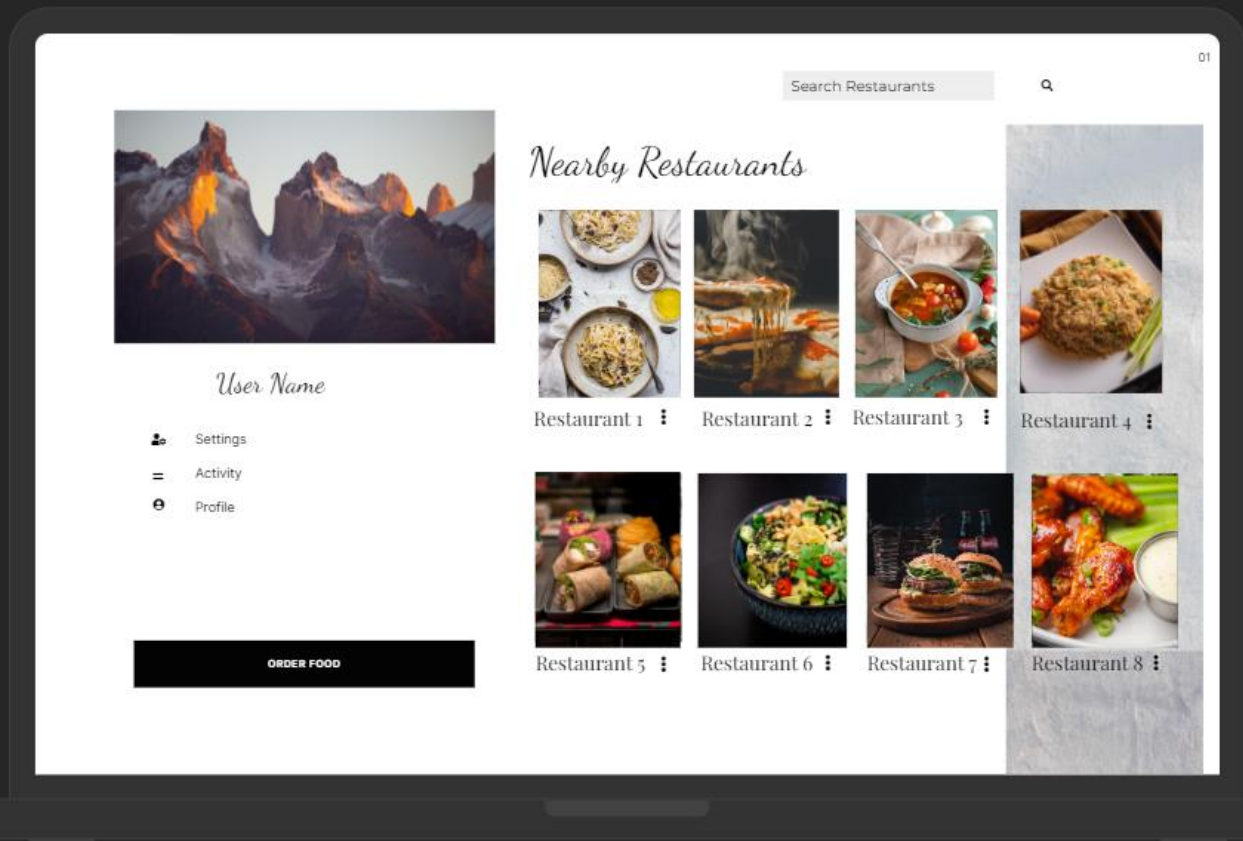 01
Search Restaurants
Nearby Restaurants
Restaurant 1
Restaurant 2
Restaurant 3
Restaurant 4
User Name
Settings
Activity
Profile
Restaurant 5
Restaurant 6
Restaurant 7
Restaurant 8
ORDER FOOD